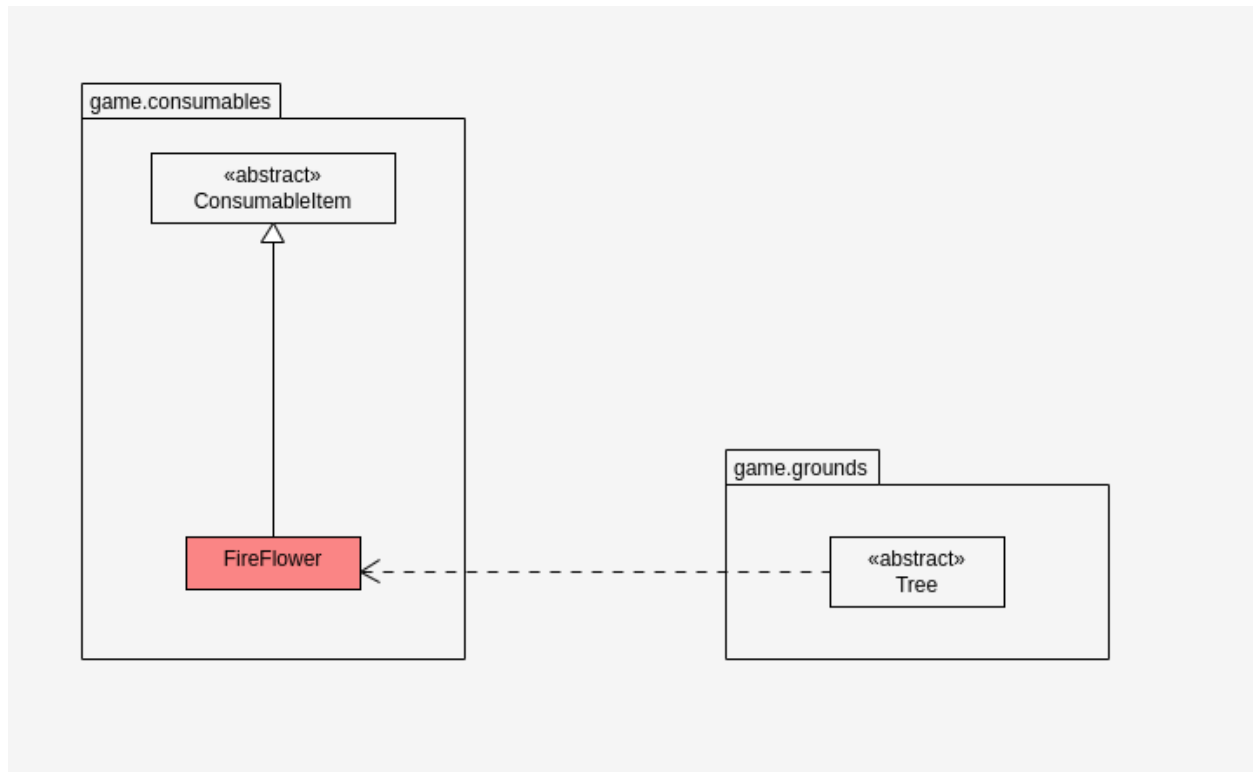 game.consumables
«abstract»
ConsumableItem
FireFlower
game.grounds
«abstract»
Tree